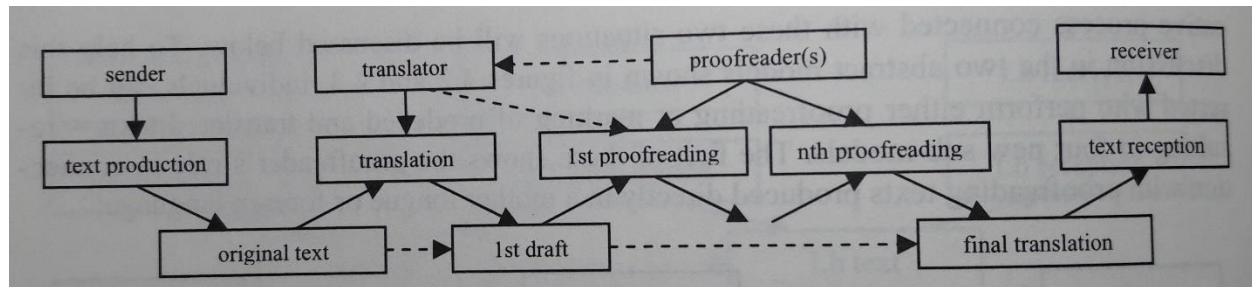 sender
translator
proofreader(s)
receiver
text production
translation
1st proofreading
nth proofreading
text reception
original text
1st draft
final translation